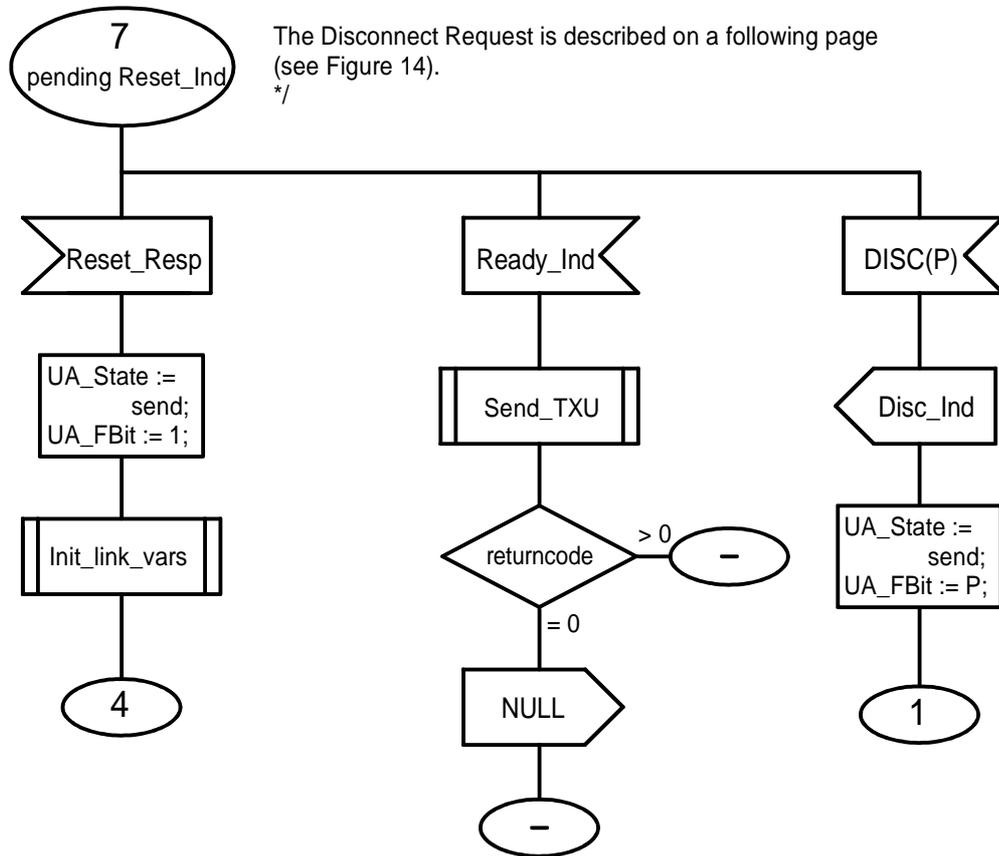 7
pending Reset_Ind
The Disconnect Request is described on a following page
(see Figure 14).
*/
Reset_Resp
UA_State :=
send;
UA_FBit := 1;
Init_link_vars
4
Ready_Ind
Send_TXU
returncode
> 0
–
= 0
NULL
–
DISC(P)
Disc_Ind
UA_State :=
send;
UA_FBit := P;
1